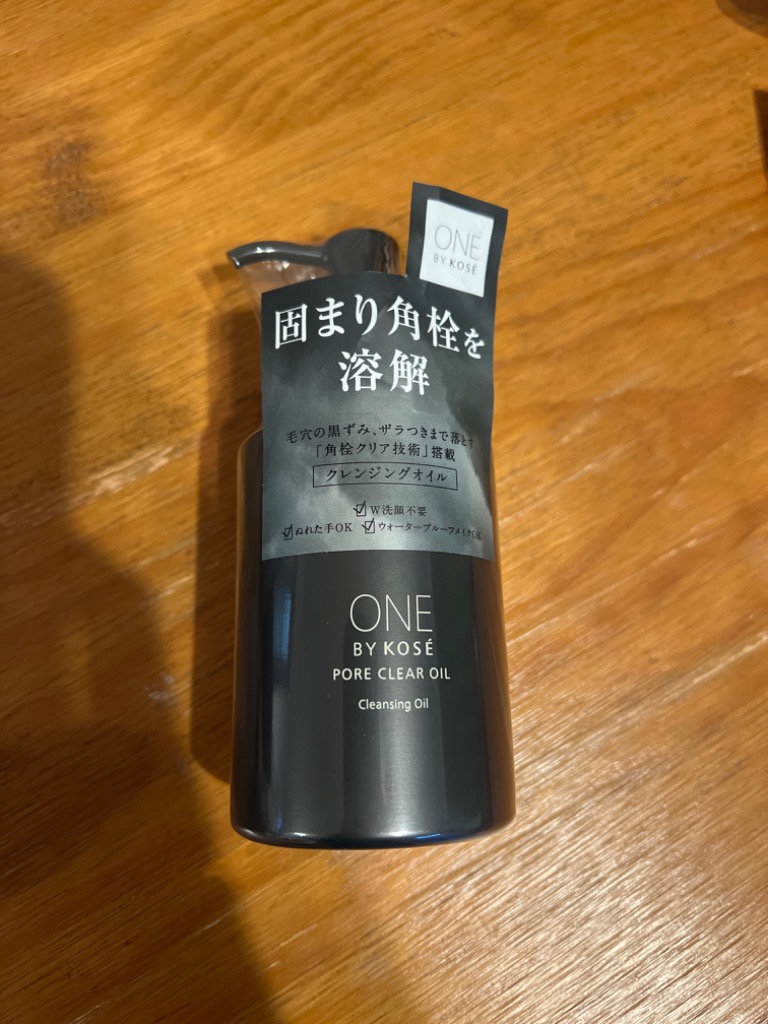 ONE
BY KOSÉ
固まり角栓を
溶解
毛穴の黒ずみ、ザラつきまで落とす
「角栓クリア技術」搭載
クレンジングオイル
W洗顔不要
ぬれた手OK ウォータープルーフメイクOK
ONE
BY KOSÉ
PORE CLEAR OIL
Cleansing Oil